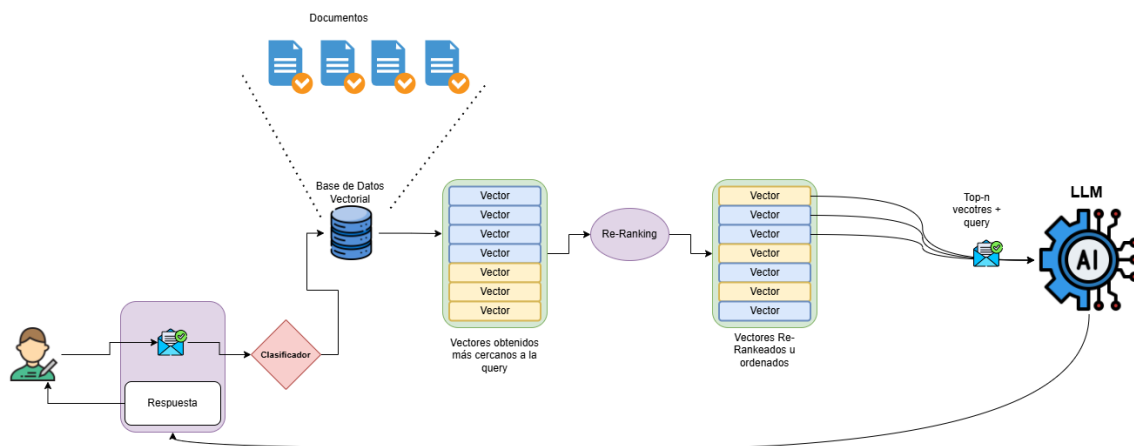 Documentos
Base de Datos
Vectorial
Vector
Vector
Vector
Vector
Vector
Vector
Vector
Vectores obtenidos
más cercanos a la
query
Re-Ranking
Vector
Vector
Vector
Vector
Vector
Vector
Vector
Vectores Re-
Rankeados u
ordenados
Top-n
vecotres +
query
LLM
AI
Clasificador
Respuesta